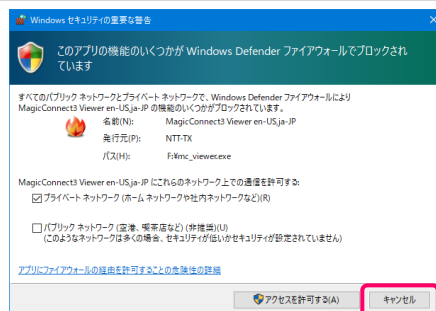 Windows セキュリティの重要な警告
このアプリの機能のいくつかが Windows Defender ファイアウォールでブロックされ
ています
すべてのパブリック ネットワークとプライベート ネットワークで、Windows Defender ファイアウォールにより
MagicConnect3 Viewer en-US,ja-JP の機能のいくつかがブロックされています。
名前(N): MagicConnect3 Viewer en-US,ja-JP
発行元(P): NTT-TX
パス(H): F:¥mc_viewer.exe
MagicConnect3 Viewer en-US,ja-JP にこれらのネットワーク上での通信を許可する:
プライベート ネットワーク (ホーム ネットワークや社内ネットワークなど)(R)
パブリック ネットワーク (空港、喫茶店など) (非推奨)(U)
(このようなネットワークは多くの場合、セキュリティが低いかセキュリティが設定されていません)
アプリにファイアウォールの経由を許可することの危険性の詳細
アクセスを許可する(A) キャンセル